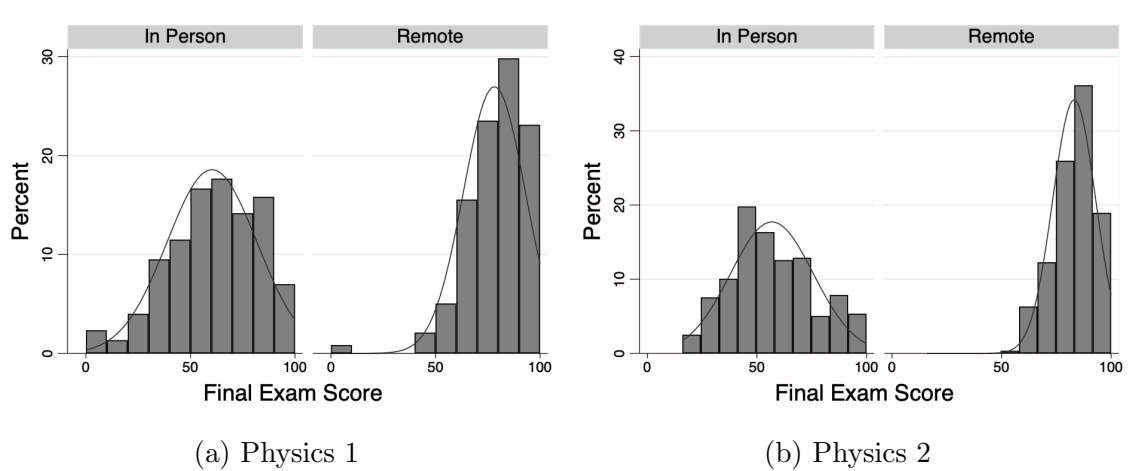 In Person Remote
30
20
10
0
Percent
0 50 100 50 100
Final Exam Score
(a) Physics 1
In Person Remote
40
30
20
10
0
Percent
0 50 100 0 50 100
Final Exam Score
(b) Physics 2